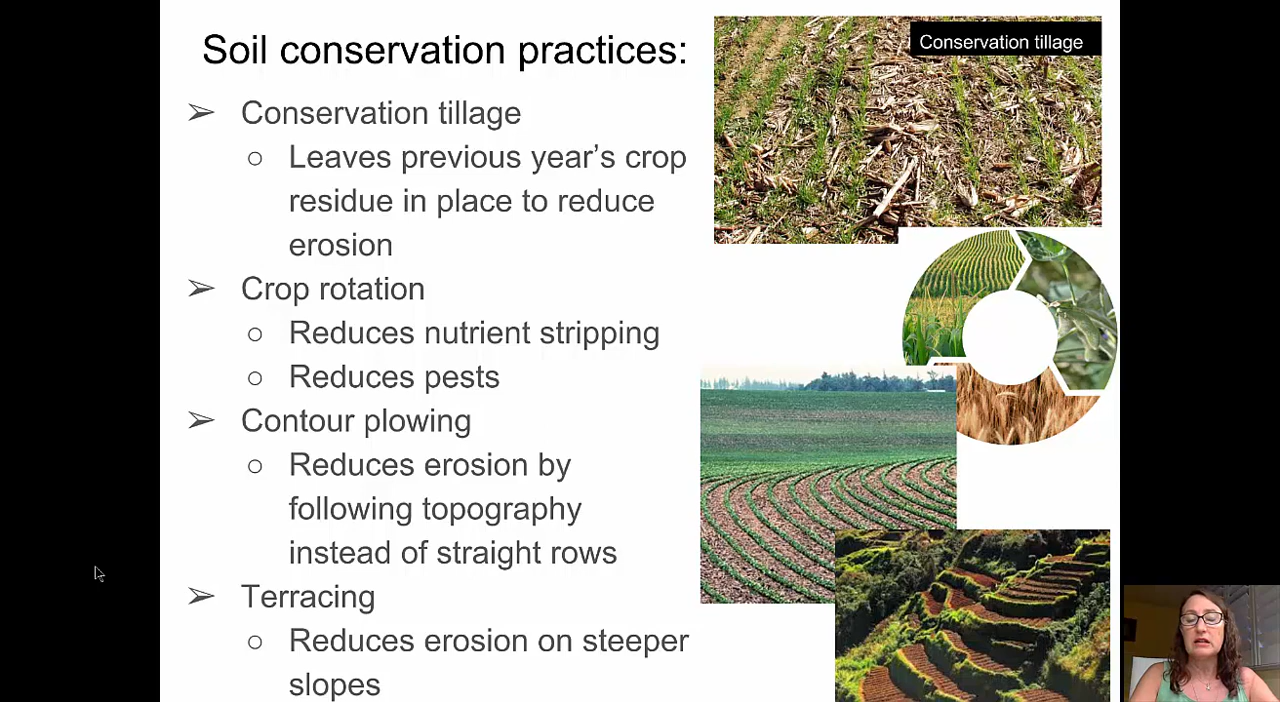 Soil conservation practices:
Conservation tillage
➢ Conservation tillage
○ Leaves previous year’s crop
residue in place to reduce
erosion
➢ Crop rotation
○ Reduces nutrient stripping
○ Reduces pests
➢ Contour plowing
○ Reduces erosion by
following topography
instead of straight rows
➢ Terracing
○ Reduces erosion on steeper
slopes